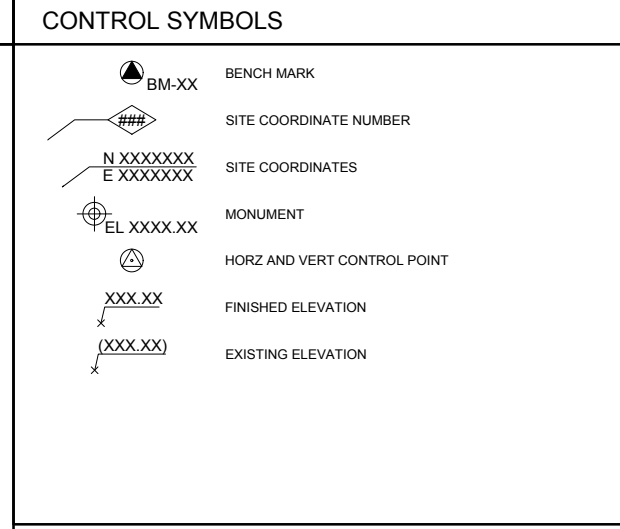 CONTROL SYMBOLS
BM-XX BENCH MARK
### SITE COORDINATE NUMBER
N XXXXXXX
E XXXXXXX
SITE COORDINATES
EL XXXX.XX MONUMENT
HORZ AND VERT CONTROL POINT
XXX.XX FINISHED ELEVATION
(XXX.XX) EXISTING ELEVATION